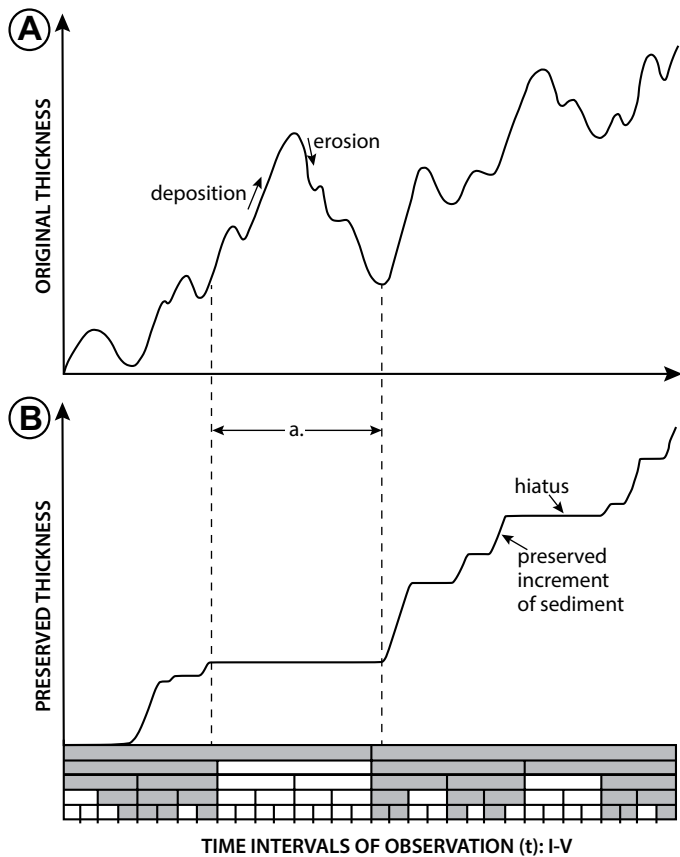 A
ORIGINAL THICKNESS
erosion
deposition
B
PRESERVED THICKNESS
a.
hiatus
preserved
increment
of sediment
TIME INTERVALS OF OBSERVATION (t): I-V